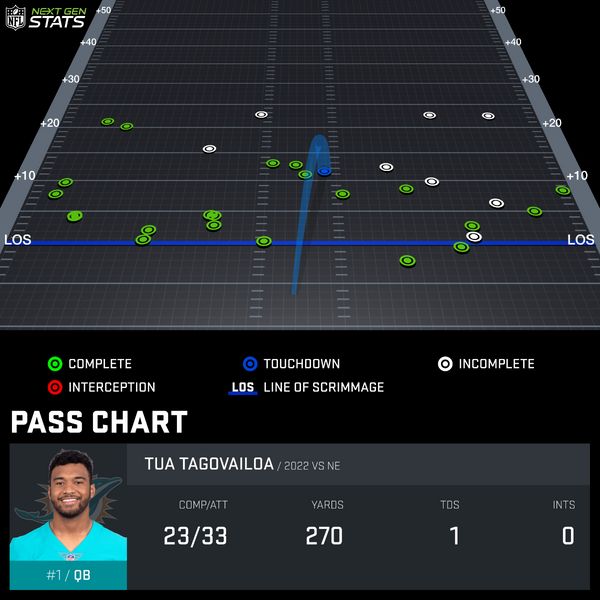 NFL NEXT GEN STATS
+50 +50
+40 +40
+30 +30
+20 +20
+10 +10
LOS LOS
COMPLETE TOUCHDOWN INCOMPLETE
INTERCEPTION LOS LINE OF SCRIMMAGE
PASS CHART
TUA TAGOVAILOA / 2022 VS NE
COMP/ATT YARDS TDS INTS
23/33 270 1 0
#1 / QB